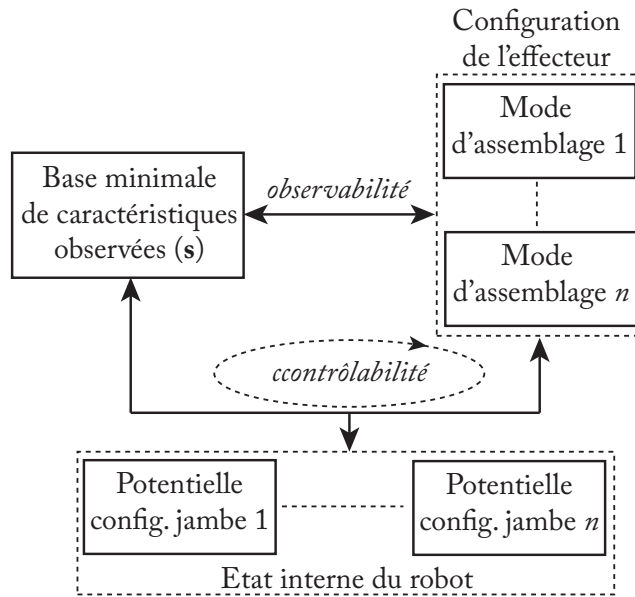 Configuration
de l'effecteur
Mode
d'assemblage 1
Base minimale
de caractéristiques
observées (s)
observabilité
Mode
d'assemblage n
ccontrôlabilité
Potentielle
config. jambe 1
Potentielle
config. jambe n
Etat interne du robot